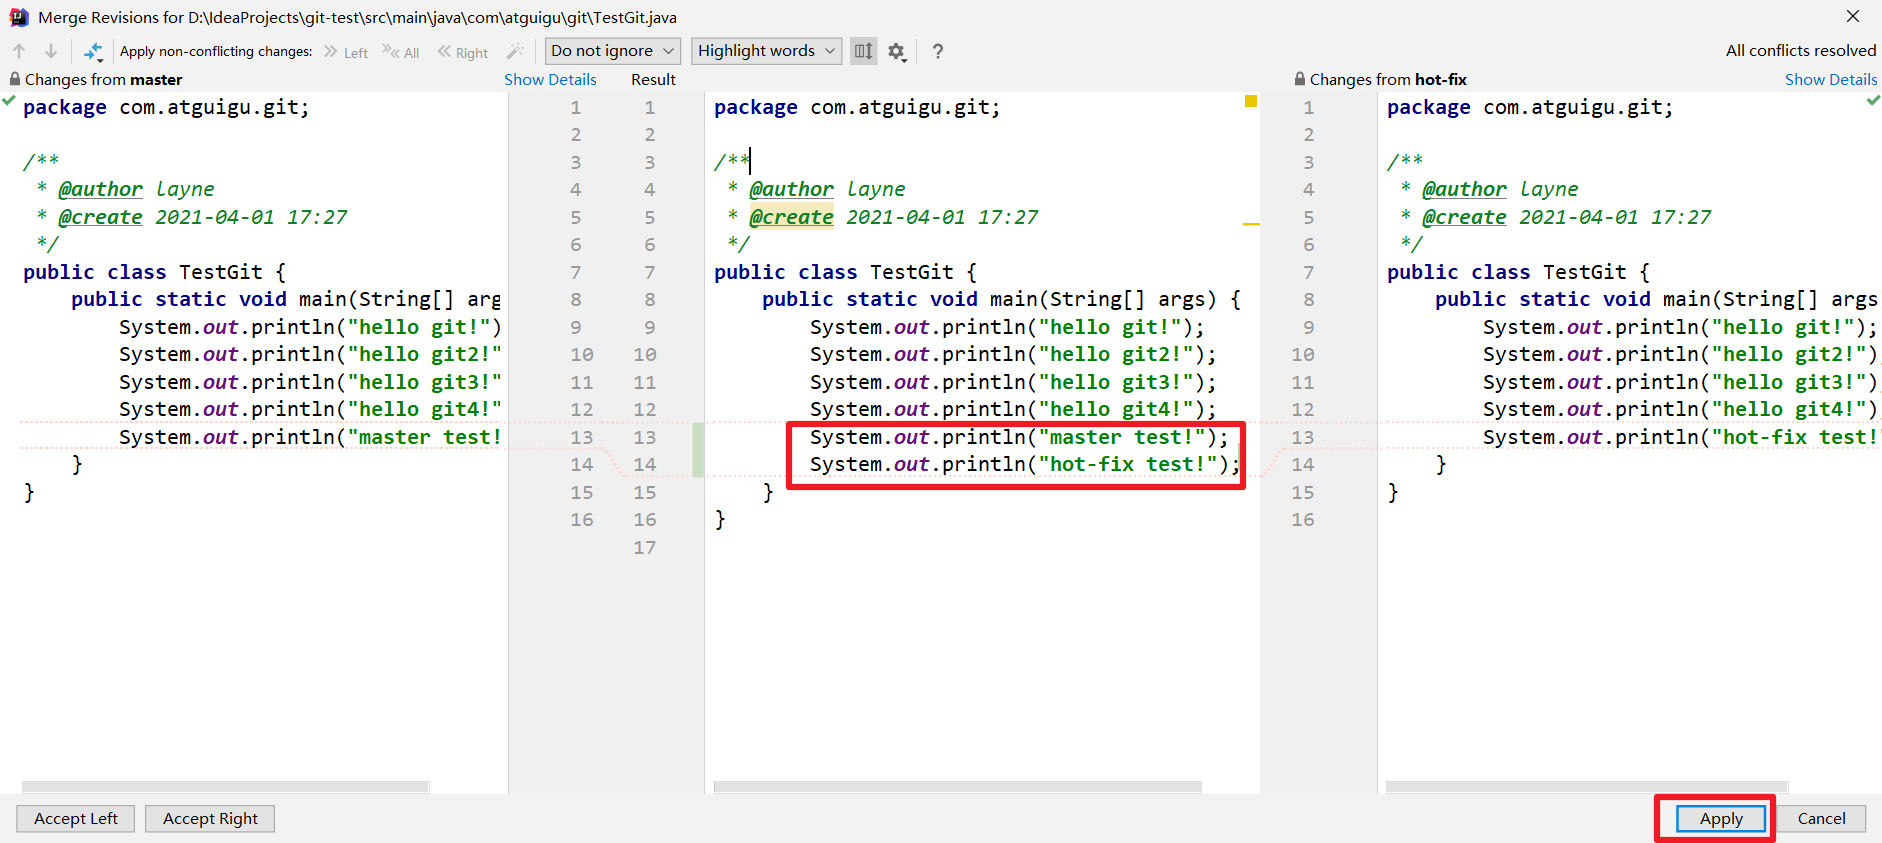 Merge Revisions for D:\IdeaProjects\git-test\src\main\java\com\atguigu\git\TestGit.java
Apply non-conflicting changes: Left All Right Do not ignore Highlight words ? All conflicts resolved
Changes from master Show Details Result Changes from hot-fix Show Details
package com.atguigu.git; 1 1 package com.atguigu.git; 1 package com.atguigu.git;
2 2 2
/** 3 3 /** 3 /**
* @author layne 4 4 * @author layne 4 * @author layne
* @create 2021-04-01 17:27 5 5 * @create 2021-04-01 17:27 5 * @create 2021-04-01 17:27
*/ 6 6 */ 6 */
public class TestGit { 7 7 public class TestGit { 7 public class TestGit {
public static void main(String[] arg 8 8 public static void main(String[] args) { 8 public static void main(String[] args
System.out.println("hello git!") 9 9 System.out.println("hello git!"); 9 System.out.println("hello git!");
System.out.println("hello git2!" 10 10 System.out.println("hello git2!"); 10 System.out.println("hello git2!")
System.out.println("hello git3!" 11 11 System.out.println("hello git3!"); 11 System.out.println("hello git3!")
System.out.println("hello git4!" 12 12 System.out.println("hello git4!"); 12 System.out.println("hello git4!")
System.out.println("master test! 13 13 System.out.println("master test!"); 13 System.out.println("hot-fix test!"
} 14 14 System.out.println("hot-fix test!"); 14 }
} 15 15 } 15 }
16 16 } 16
17
Accept Left Accept Right Apply Cancel